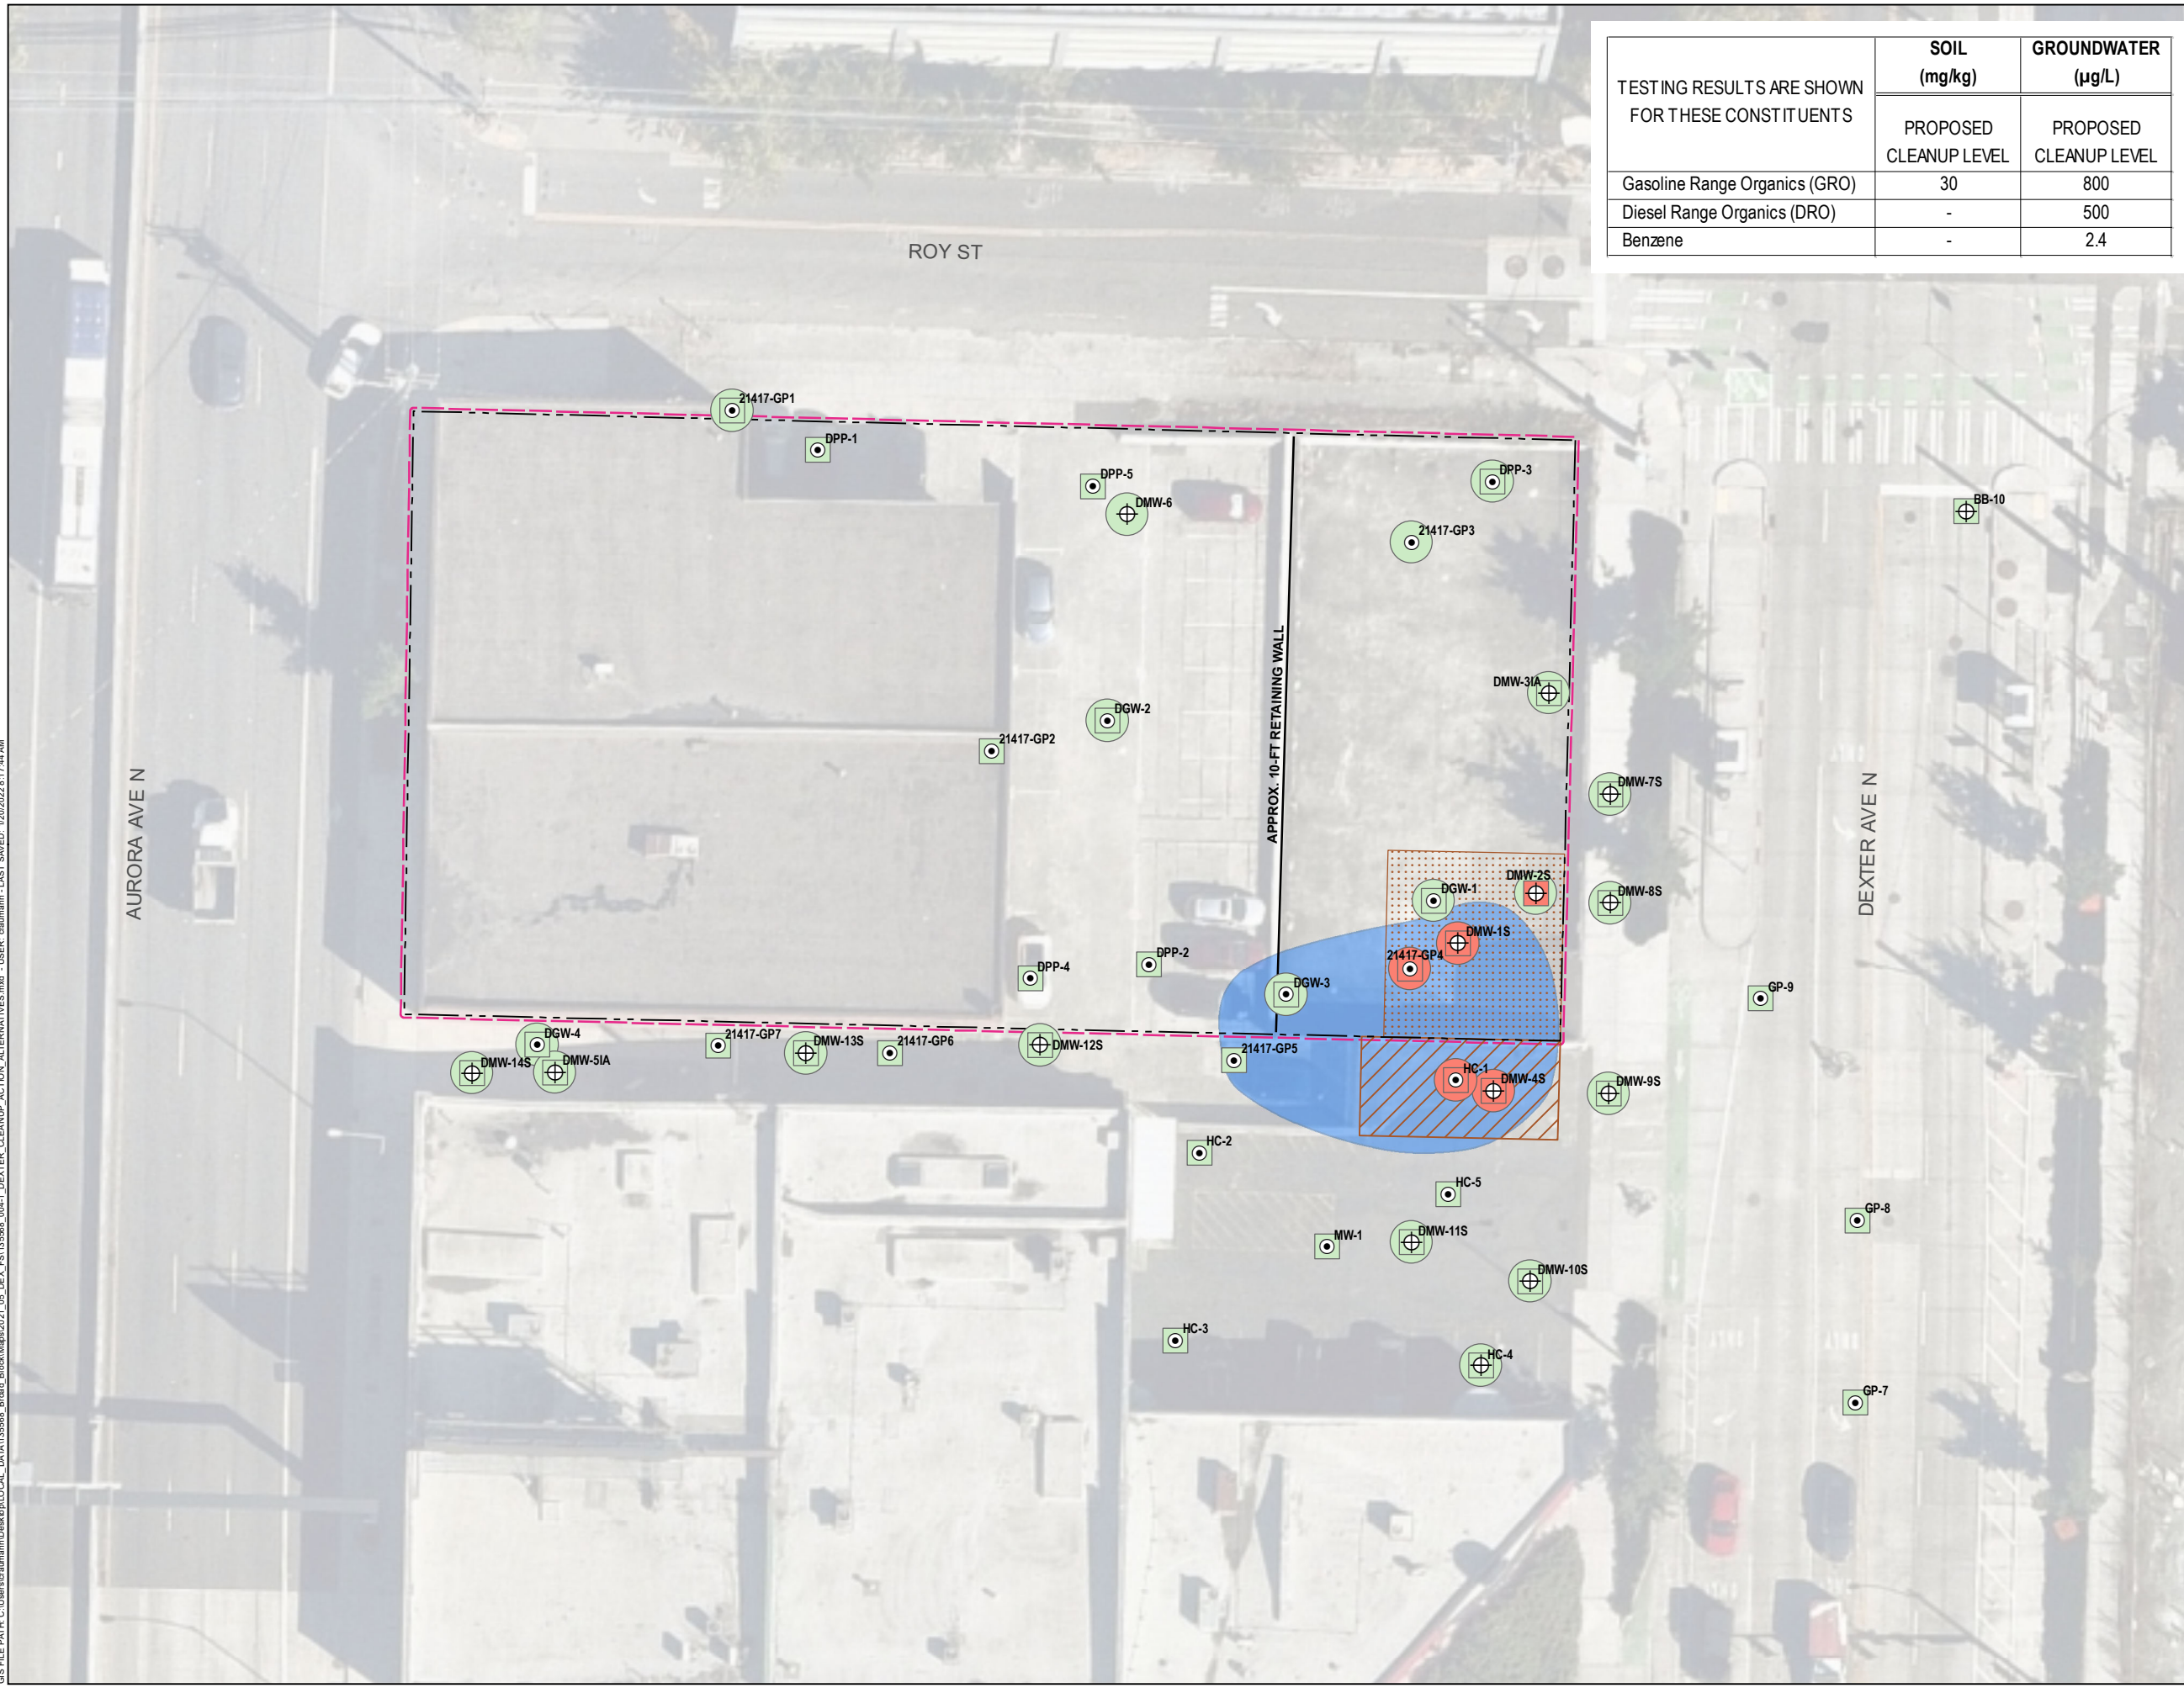 TESTING RESULTS ARE SHOWN
FOR THESE CONSTITUENTS
SOIL
(mg/kg)
GROUNDWATER
(µg/L)
PROPOSED
CLEANUP LEVEL
PROPOSED
CLEANUP LEVEL
Gasoline Range Organics (GRO) 30 800
Diesel Range Organics (DRO) - 500
Benzene - 2.4
ROY ST
21417-GP1
DPP-1
DPP-5
DMW-6
DPP-3
21417-GP3
BB-10
APPROX. 10-FT RETAINING WALL
DMW-3IA
DGW-2
21417-GP2
DMW-7S
AURORA AVE N
DEXTER AVE N
DMW-2S
DGW-1
DMW-8S
DMW-1S
21417-GP4
DPP-2
DPP-4
DGW-3
GP-9
DGW-4
21417-GP7
DMW-13S
21417-GP6
DMW-12S
21417-GP5
DMW-14S
DMW-5IA
HC-1
DMW-4S
DMW-9S
HC-2
HC-5
GP-8
MW-1
DMW-11S
DMW-10S
HC-3
HC-4
GP-7